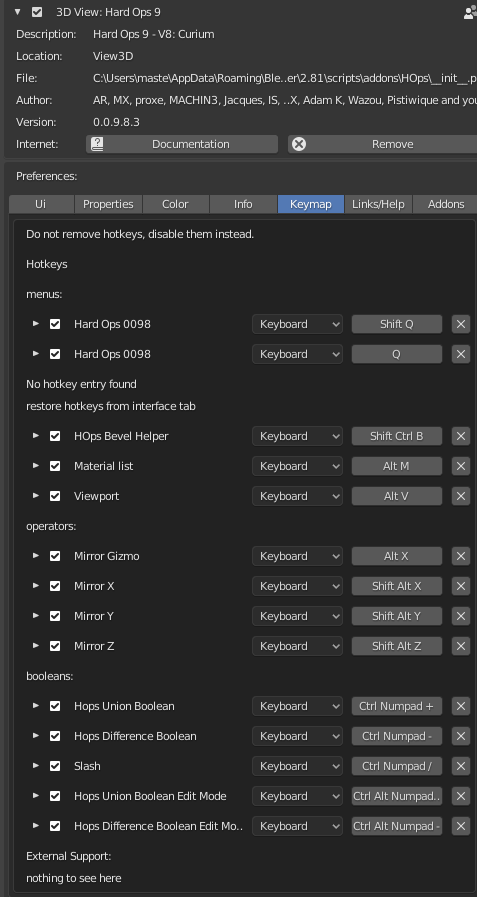 3D View: Hard Ops 9
Description: Hard Ops 9 - V8: Curium
Location: View3D
File: C:\Users\maste\AppData\Roaming\Ble..er\2.81\scripts\addons\HOps\__init__.p
Author: AR, MX, proxe, MACHIN3, Jacques, IS, ..X, Adam K, Wazou, Pistiwique and you
Version: 0.0.9.8.3
Internet: Documentation Remove
Preferences:
Ui Properties Color Info Keymap Links/Help Addons
Do not remove hotkeys, disable them instead.
Hotkeys
menus:
Hard Ops 0098 Keyboard Shift Q
Hard Ops 0098 Keyboard Q
No hotkey entry found
restore hotkeys from interface tab
HOps Bevel Helper Keyboard Shift Ctrl B
Material list Keyboard Alt M
Viewport Keyboard Alt V
operators:
Mirror Gizmo Keyboard Alt X
Mirror X Keyboard Shift Alt X
Mirror Y Keyboard Shift Alt Y
Mirror Z Keyboard Shift Alt Z
booleans:
Hops Union Boolean Keyboard Ctrl Numpad +
Hops Difference Boolean Keyboard Ctrl Numpad -
Slash Keyboard Ctrl Numpad /
Hops Union Boolean Edit Mode Keyboard Ctrl Alt Numpad..
Hops Difference Boolean Edit Mo.. Keyboard Ctrl Alt Numpad -
External Support:
nothing to see here